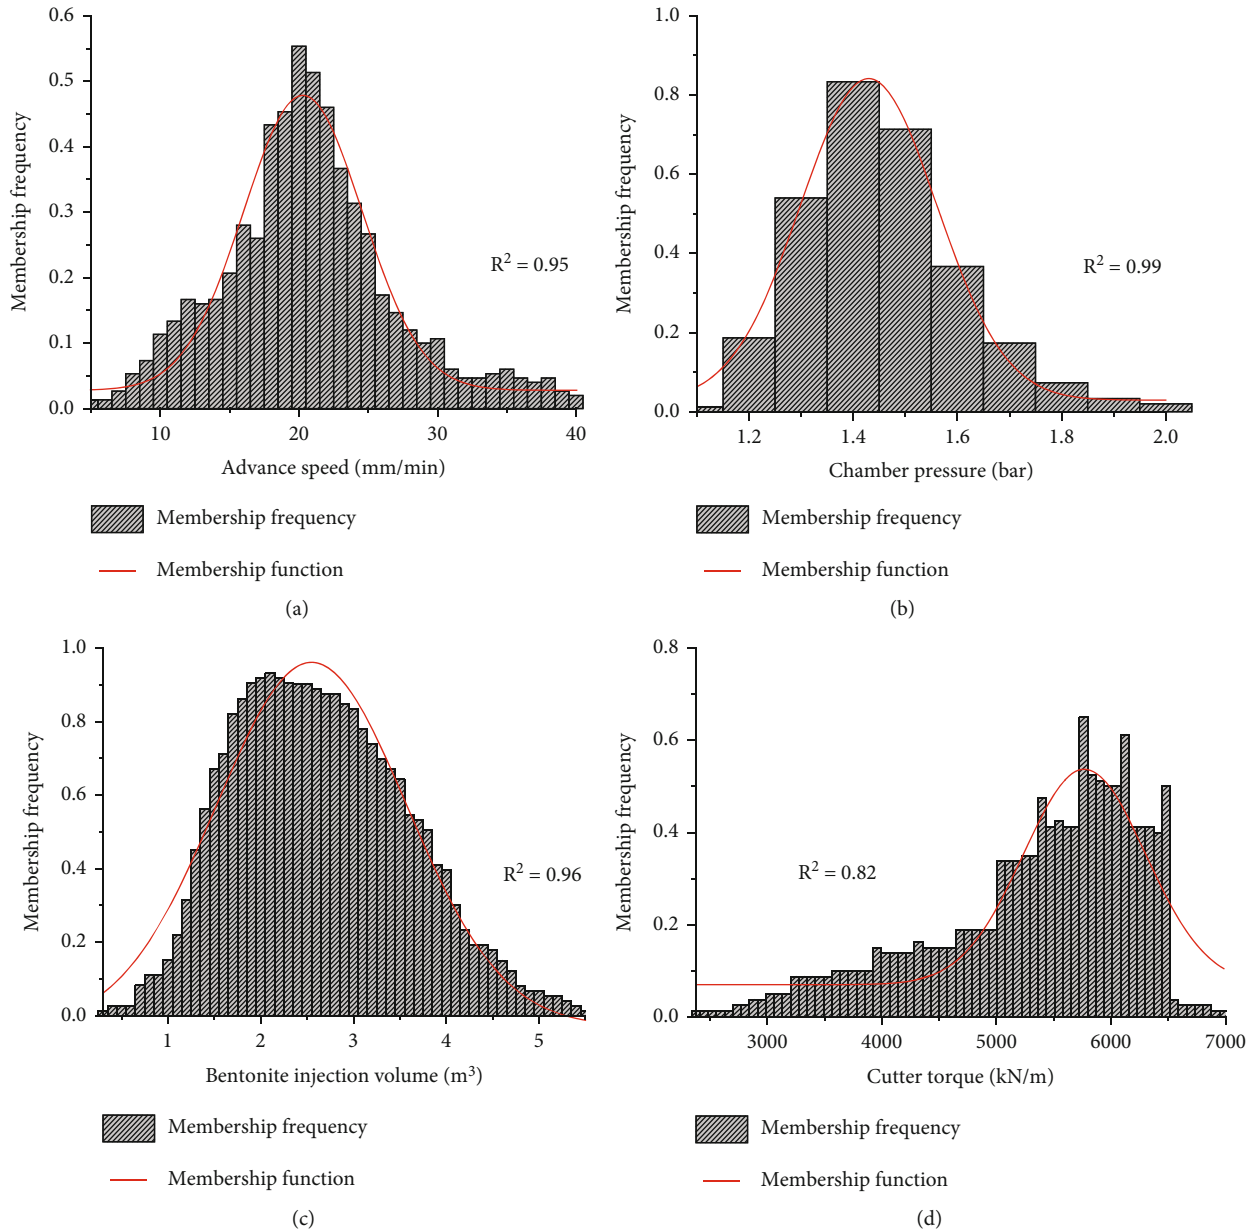 0.6
0.5
0.4
0.3
0.2
0.1
0.0
Membership frequency
R² = 0.95
10 20 30 40
Advance speed (mm/min)
Membership frequency
Membership function
(a)
1.0
0.8
0.6
0.4
0.2
0.0
Membership frequency
R² = 0.99
1.2 1.4 1.6 1.8 2.0
Chamber pressure (bar)
Membership frequency
Membership function
(b)
1.0
0.8
0.6
0.4
0.2
0.0
Membership frequency
R² = 0.96
1 2 3 4 5
Bentonite injection volume (m³)
Membership frequency
Membership function
(c)
0.8
0.6
0.4
0.2
0.0
Membership frequency
R² = 0.82
3000 4000 5000 6000 7000
Cutter torque (kN/m)
Membership frequency
Membership function
(d)